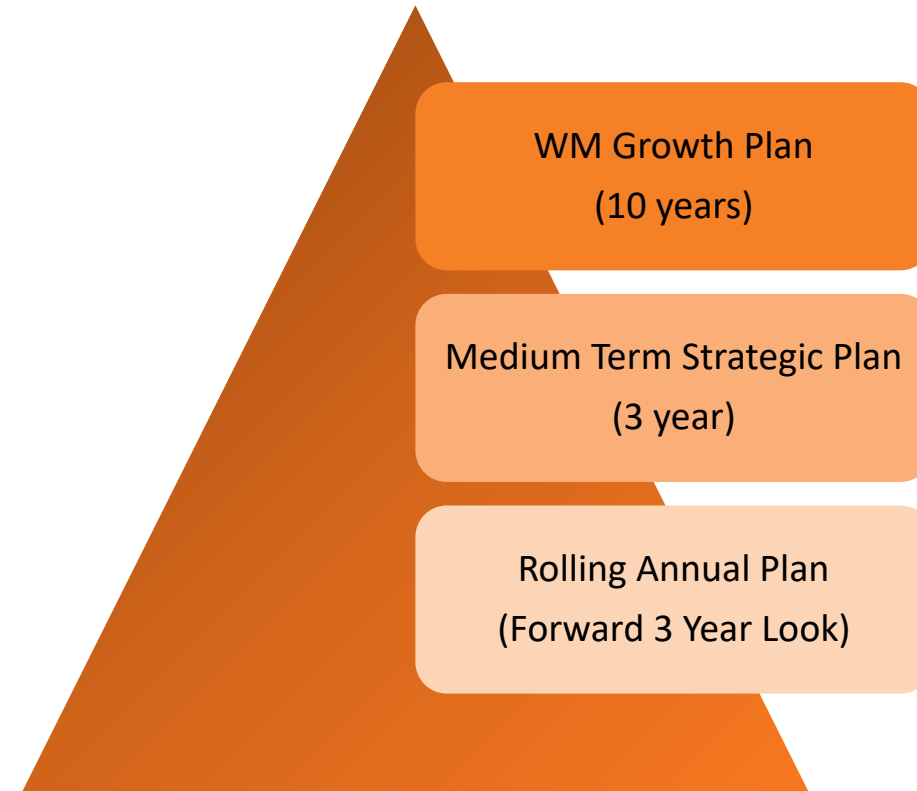 WM Growth Plan
(10 years)
Medium Term Strategic Plan
(3 year)
Rolling Annual Plan
(Forward 3 Year Look)